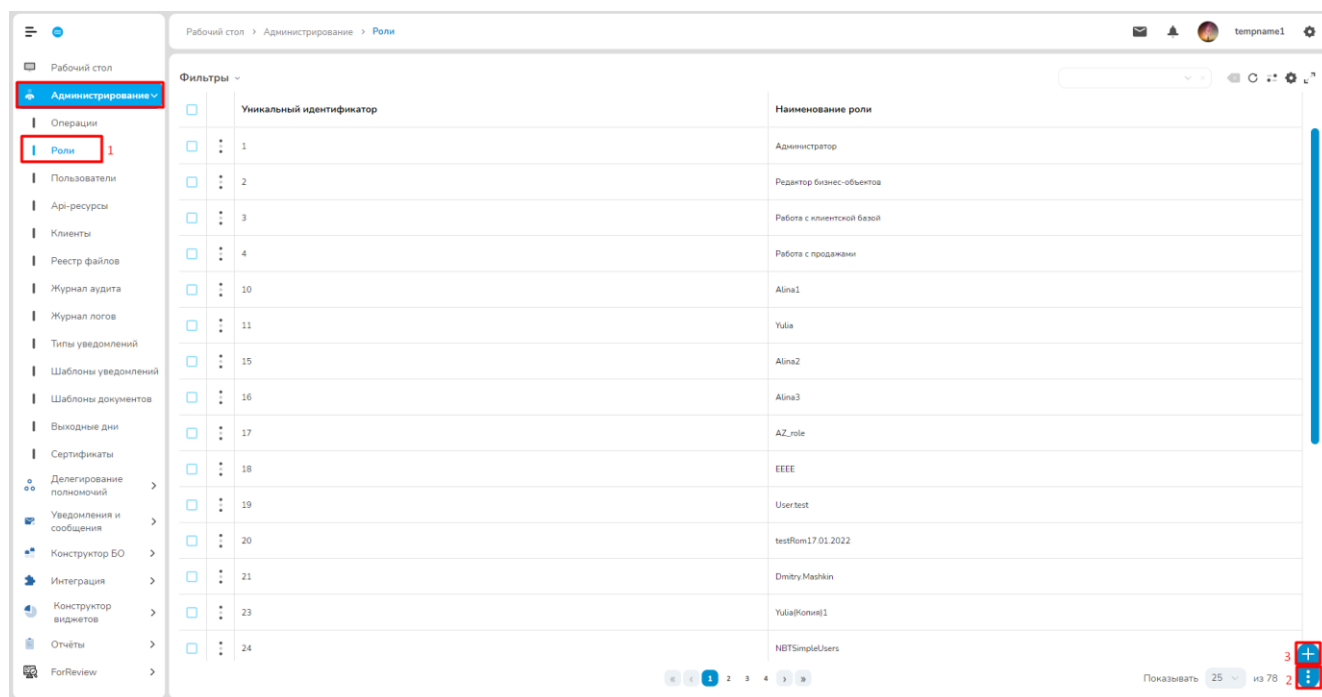 Рабочий стол > Администрирование > Роли
tempname1
Рабочий стол
Администрирование
Операции
Роли 1
Пользователи
Api-ресурсы
Клиенты
Реестр файлов
Журнал аудита
Журнал логов
Типы уведомлений
Шаблоны уведомлений
Шаблоны документов
Выходные дни
Сертификаты
Делегирование
полномочий
Уведомления и
сообщения
Конструктор БО
Интеграция
Конструктор
виджетов
Отчёты
ForReview
Фильтры
Уникальный идентификатор Наименование роли
1 Администратор
2 Редактор бизнес-объектов
3 Работа с клиентской базой
4 Работа с продажами
10 Alina1
11 Yulia
15 Alina2
16 Alina3
17 AZ_role
18 EEEE
19 Usertest
20 testRom17.01.2022
21 Dmitry.Mashkin
23 Yulia(Копия)1
24 NBTSimpleUsers
3
« ‹ 1 2 3 4 › »
Показывать 25 из 78 2